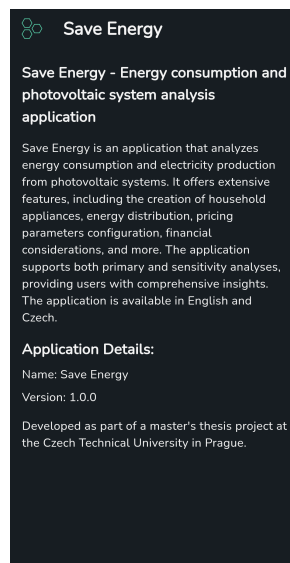 Save Energy
Save Energy - Energy consumption and
photovoltaic system analysis
application
Save Energy is an application that analyzes
energy consumption and electricity production
from photovoltaic systems. It offers extensive
features, including the creation of household
appliances, energy distribution, pricing
parameters configuration, financial
considerations, and more. The application
supports both primary and sensitivity analyses,
providing users with comprehensive insights.
The application is available in English and
Czech.
Application Details:
Name: Save Energy
Version: 1.0.0
Developed as part of a master's thesis project at
the Czech Technical University in Prague.